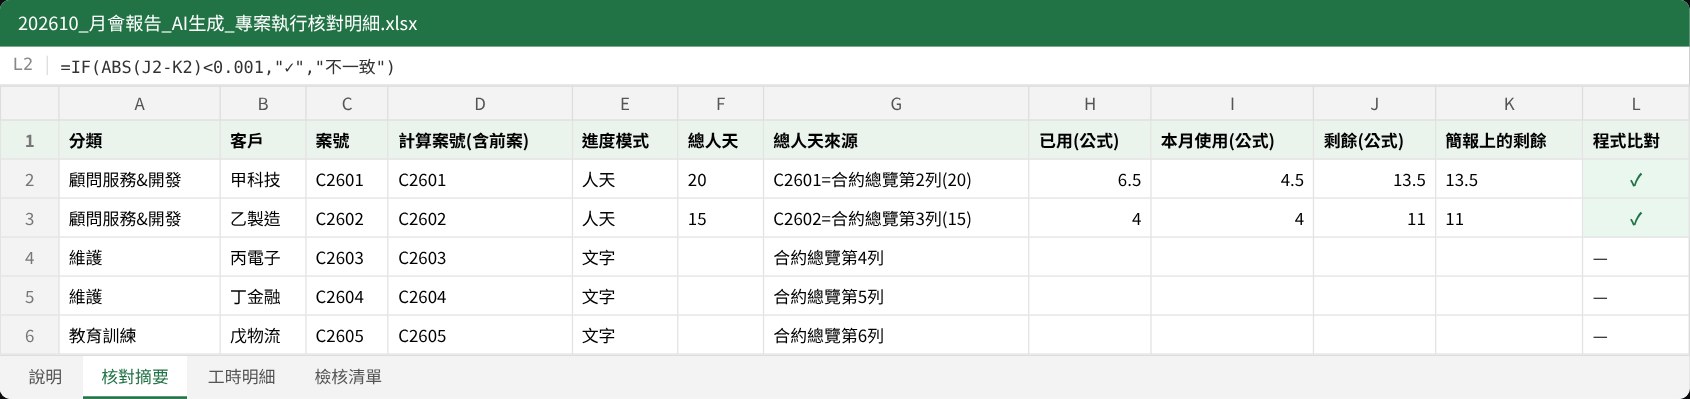 202610_月會報告_AI生成_專案執行核對明細.xlsx
L2 =IF(ABS(J2-K2)<0.001,"✓","不一致")
A B C D E F G H I J K L
1 分類 客戶 案號 計算案號(含前案) 進度模式 總人天 總人天來源 已用(公式) 本月使用(公式) 剩餘(公式) 簡報上的剩餘 程式比對
2 顧問服務&開發 甲科技 C2601 C2601 人天 20 C2601=合約總覽第2列(20) 6.5 4.5 13.5 13.5 ✓
3 顧問服務&開發 乙製造 C2602 C2602 人天 15 C2602=合約總覽第3列(15) 4 4 11 11 ✓
4 維護 丙電子 C2603 C2603 文字 合約總覽第4列 —
5 維護 丁金融 C2604 C2604 文字 合約總覽第5列 —
6 教育訓練 戊物流 C2605 C2605 文字 合約總覽第6列 —
說明 核對摘要 工時明細 檢核清單